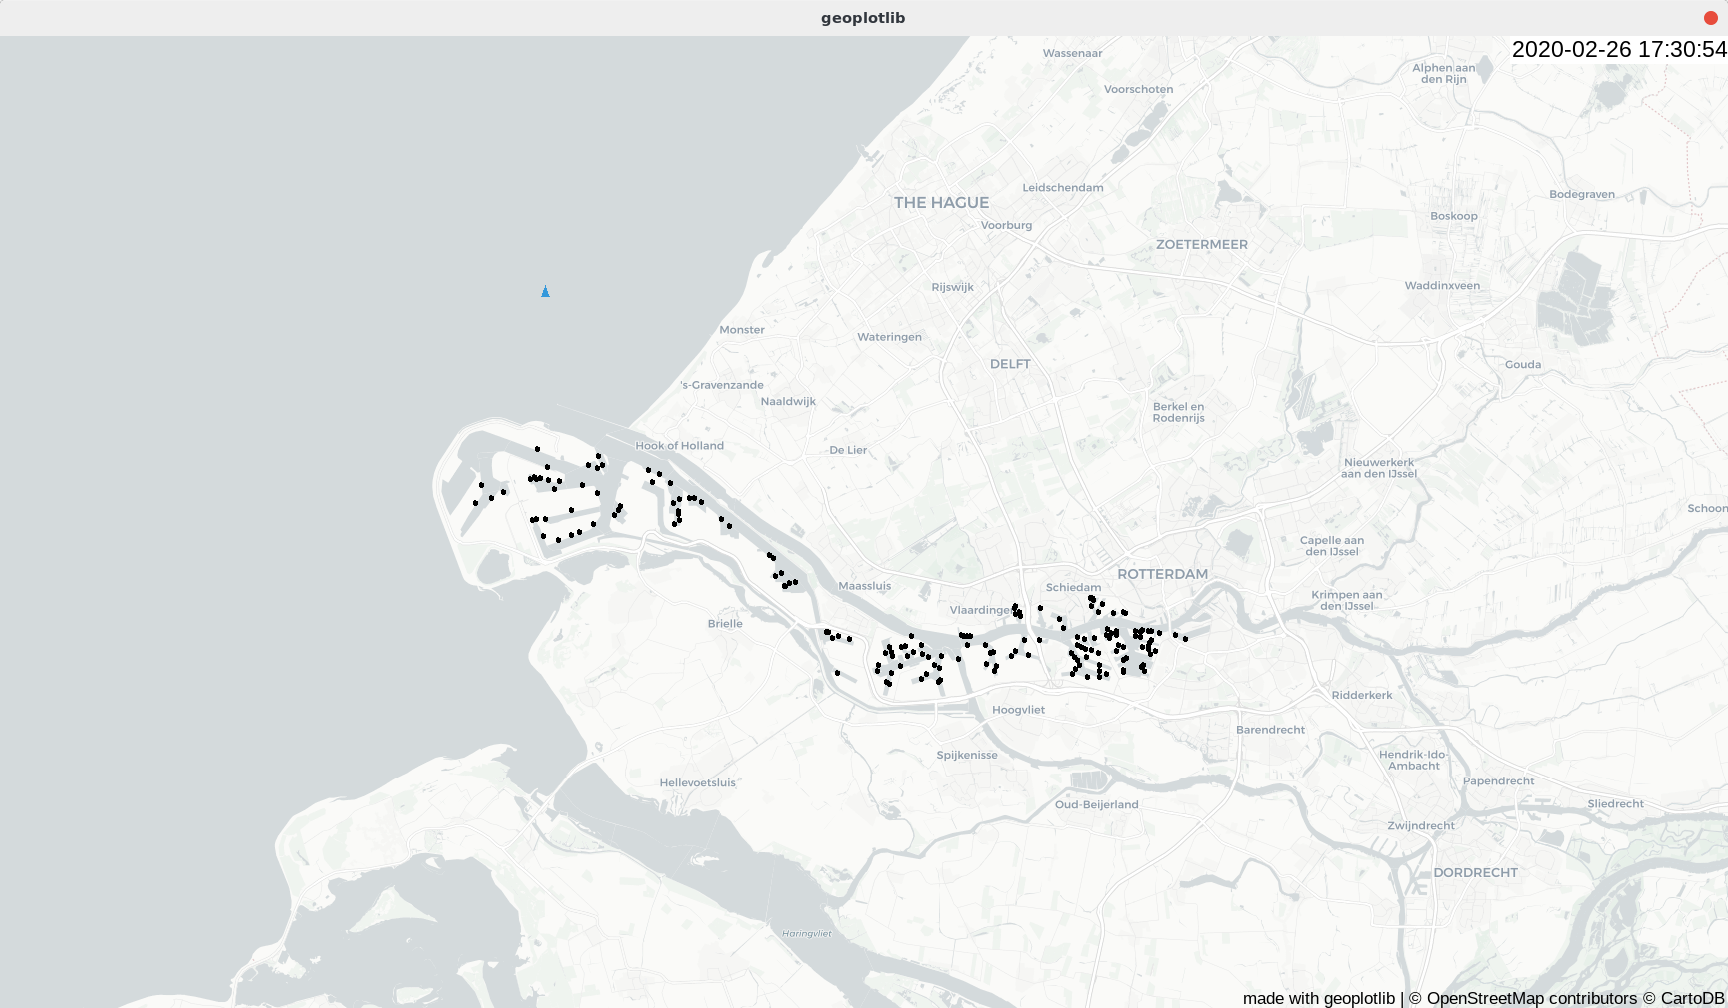 geoplotlib
2020-02-26 17:30:54
Wassenaar
Alphen aan
den Rijn
Voorschoten
Leidschendam
THE HAGUE
Bodegraven
Boskoop
Voorburg
ZOETERMEER
Rijswijk
Waddinxveen
Monster
Wateringen
DELFT
Gouda
's-Gravenzande
Naaldwijk
Berkel en
Rodenrijs
Hook of Holland
De Lier
Nieuwerkerk
aan den IJssel
Schoon
Capelle aan
den IJssel
ROTTERDAM
Maassluis
Schiedam
Krimpen aan
den IJssel
Vlaardingen
Brielle
Ridderkerk
Hoogvliet
Barendrecht
Spijkenisse
Hendrik-Ido-
Ambacht
Hellevoetsluis
Papendrecht
Oud-Beijerland
Sliedrecht
Zwijndrecht
DORDRECHT
Haringvliet
made with geoplotlib | © OpenStreetMap contributors © CartoDB